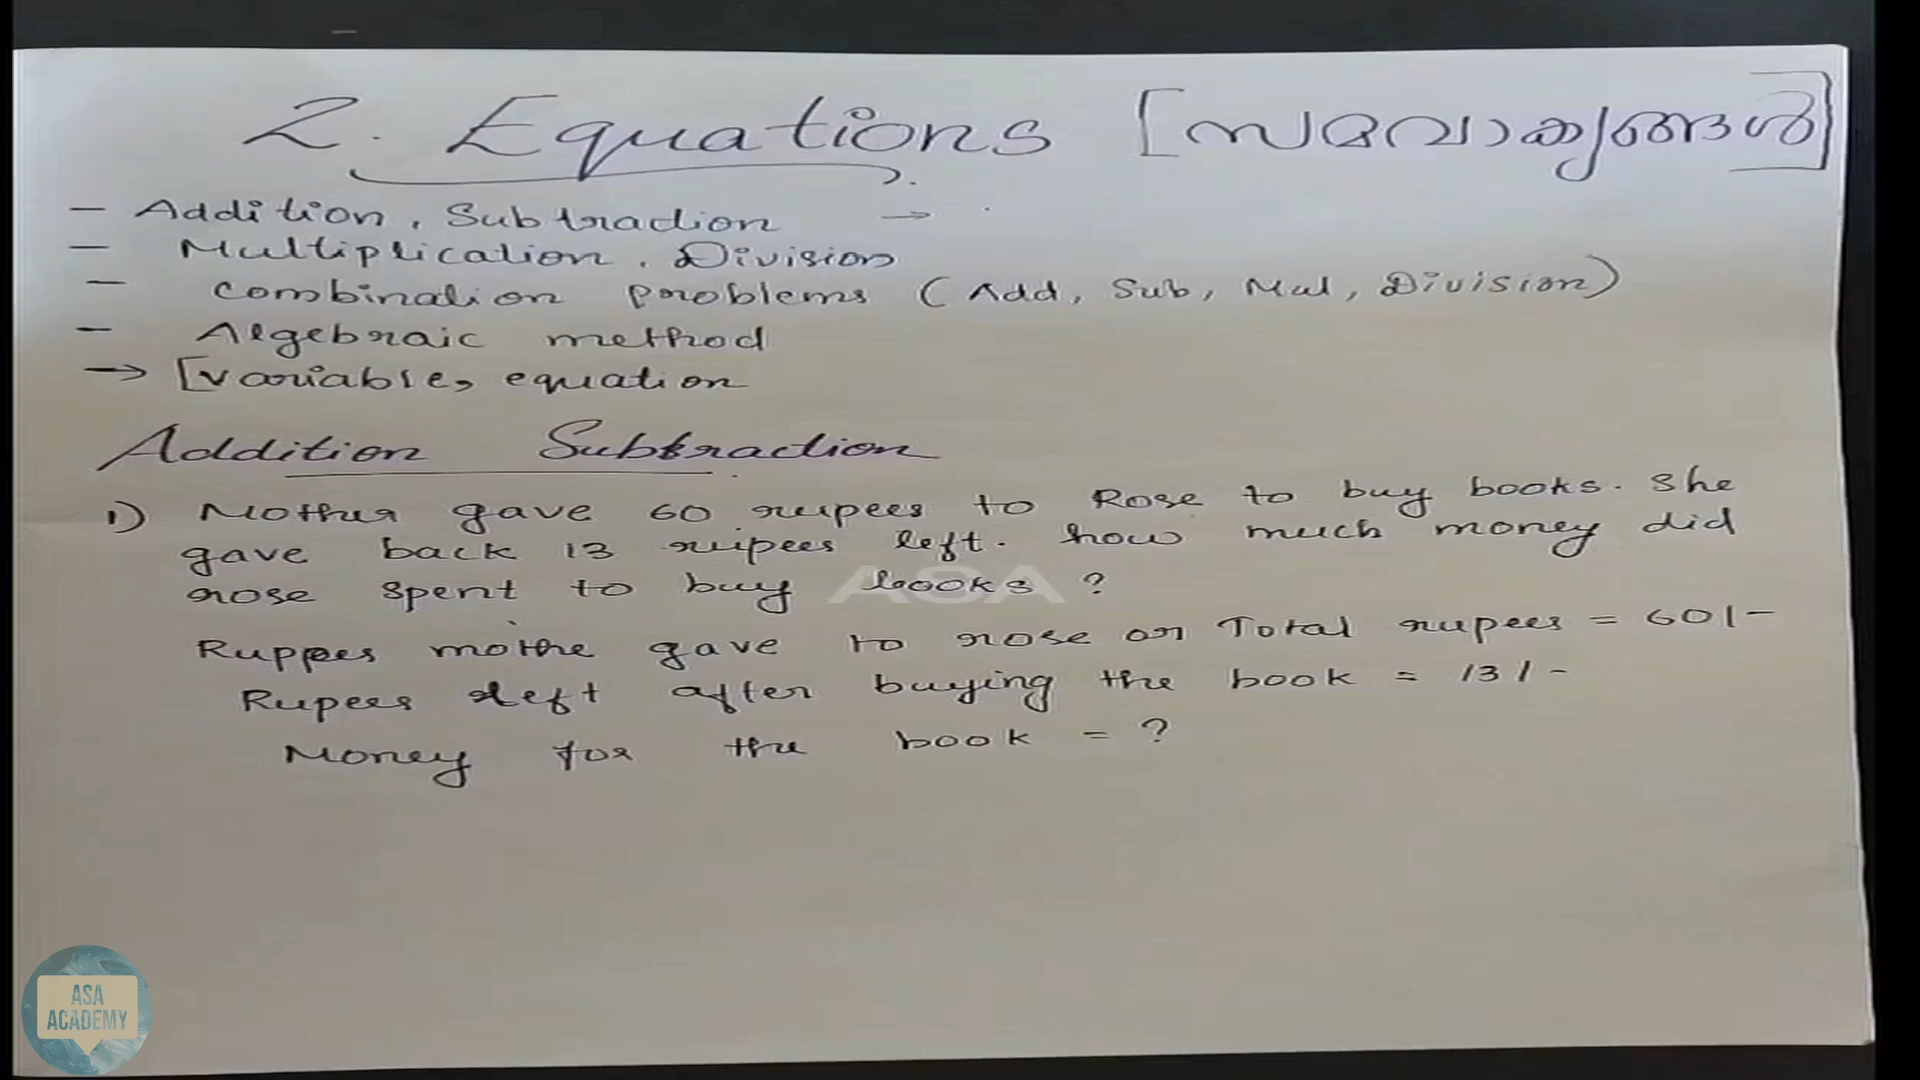 2. Equations [സമവാക്യങ്ങൾ]
- Addition, Subtraction →
- Multiplication, Division
- Combination problems (Add, Sub, Mul, Division)
- Algebraic method
→ [variable, equation
Addition Subtraction
1) Mother gave 60 rupees to Rose to buy books. She
gave back 13 rupees left. how much money did
rose spent to buy books ?
ASA
Ruppes mothe gave to rose or Total rupees = 60/-
Rupees left after buying the book = 13/-
Money for the book = ?
ASA
ACADEMY